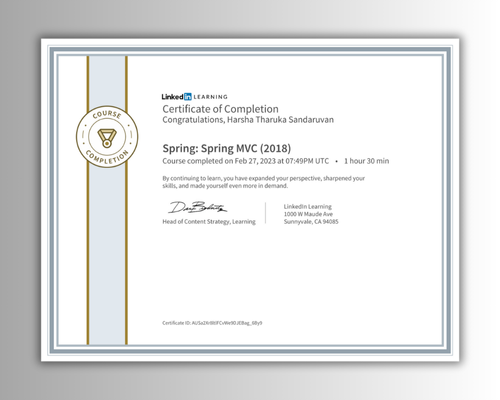 LinkedIn LEARNING
Certificate of Completion
Congratulations, Harsha Tharuka Sandaruvan
COURSE
COMPLETION
Spring: Spring MVC (2018)
Course completed on Feb 27, 2023 at 07:49PM UTC • 1 hour 30 min
By continuing to learn, you have expanded your perspective, sharpened your
skills, and made yourself even more in demand.
Head of Content Strategy, Learning
LinkedIn Learning
1000 W Maude Ave
Sunnyvale, CA 94085
Certificate ID: